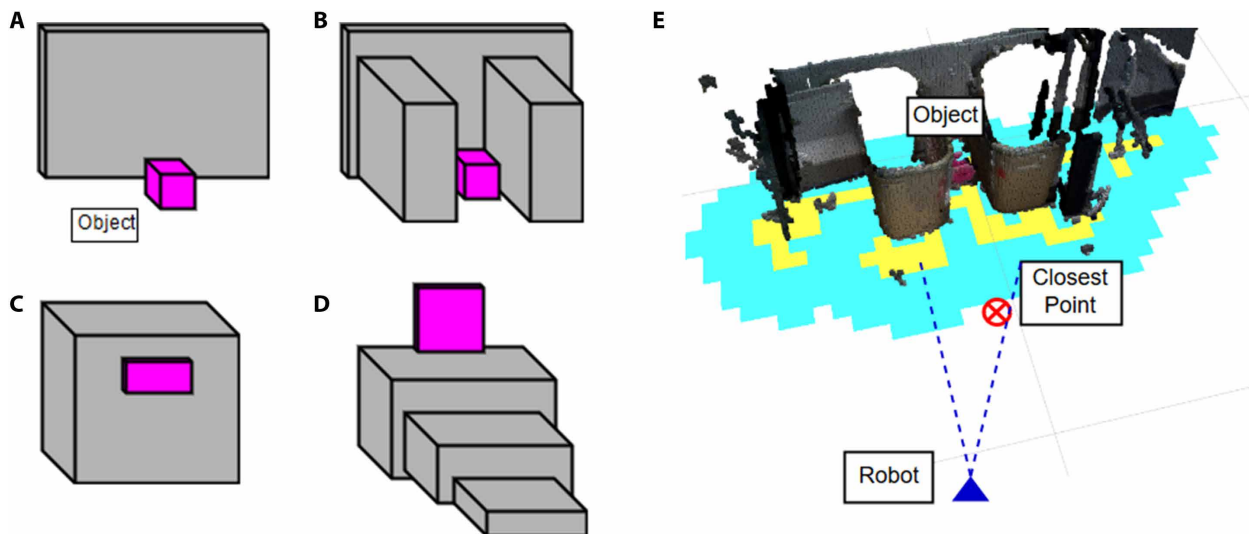 A
B
E
Object
Object
C
D
Closest
Point
Robot